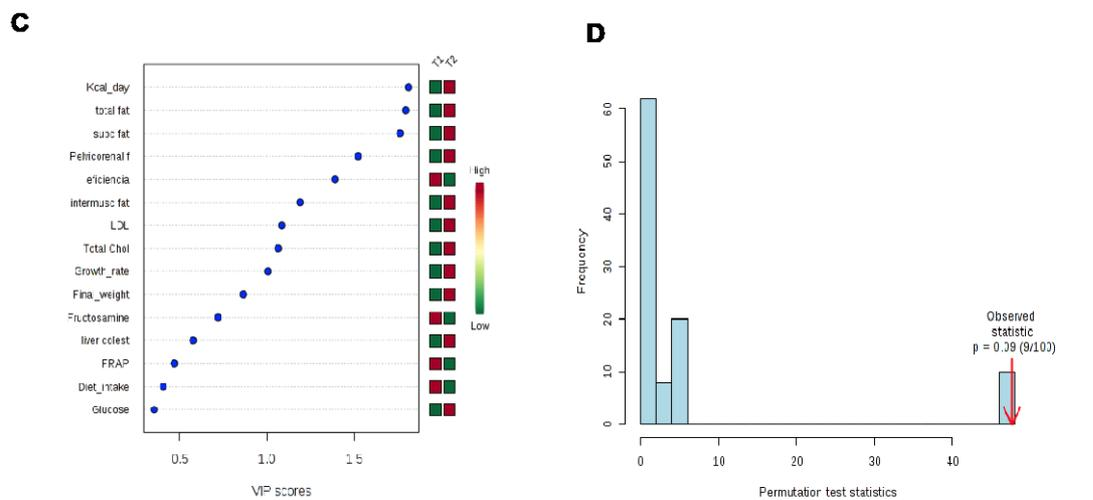 C
D
T1 T2
Kcal_day
total fat
subc fat
Pelricorenal f
eficiencia
intermusc fat
LDL
Total Chol
Growth_rate
Final_weight
Fructosamine
liver colest
FRAP
Diet_intake
Glucose
High
Low
0.5 1.0 1.5
VIP scores
Frequency
60
50
40
30
20
10
0
Observed
statistic
p = 0.09 (9/100)
0 10 20 30 40
Permutation test statistics